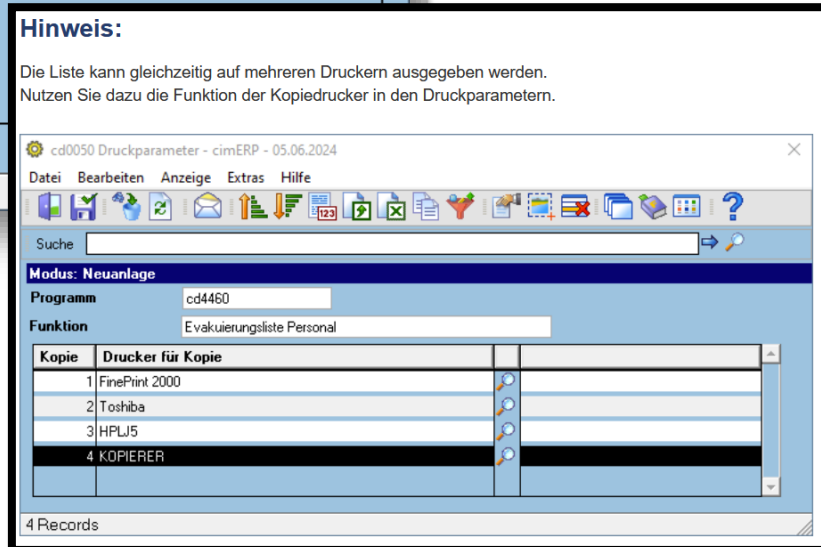 Hinweis:
Die Liste kann gleichzeitig auf mehreren Druckern ausgegeben werden.
Nutzen Sie dazu die Funktion der Kopiedrucker in den Druckparametern.
cd0050 Druckparameter - cimERP - 05.06.2024
Datei Bearbeiten Anzeige Extras Hilfe
123
Suche
Modus: Neuanlage
Programm cd4460
Funktion Evakuierungsliste Personal
Kopie Drucker für Kopie
1 FinePrint 2000
2 Toshiba
3 HPLJ5
4 KOPIERER
4 Records